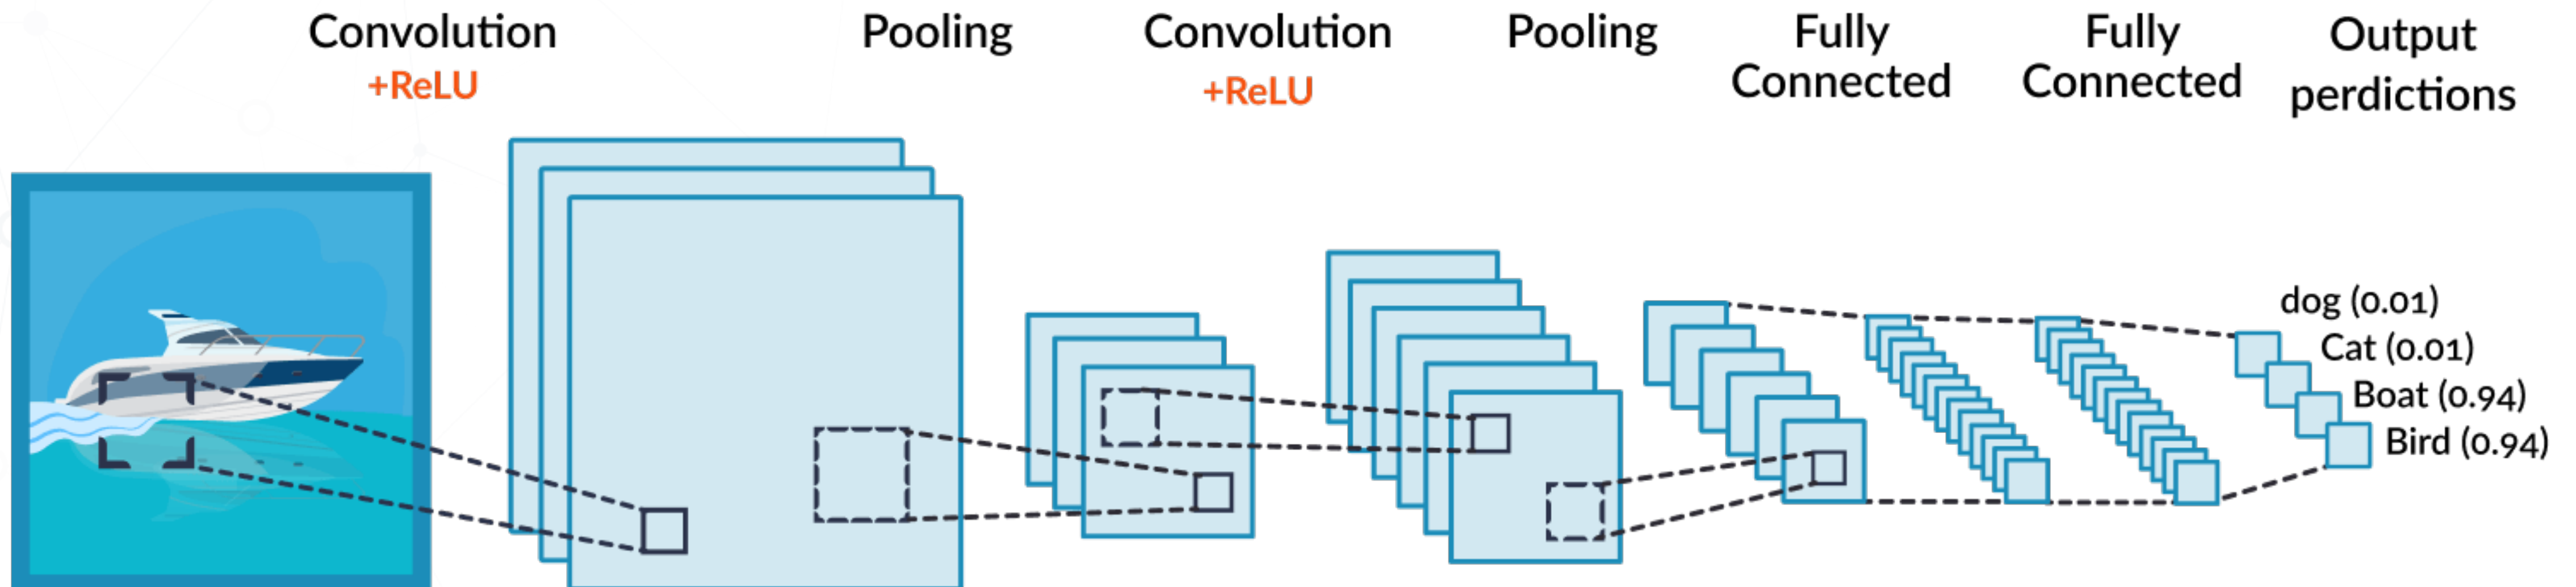 Convolution
+ReLU
Pooling
Convolution
+ReLU
Pooling
Fully
Connected
Fully
Connected
Output
perdictions
dog (0.01)
Cat (0.01)
Boat (0.94)
Bird (0.94)